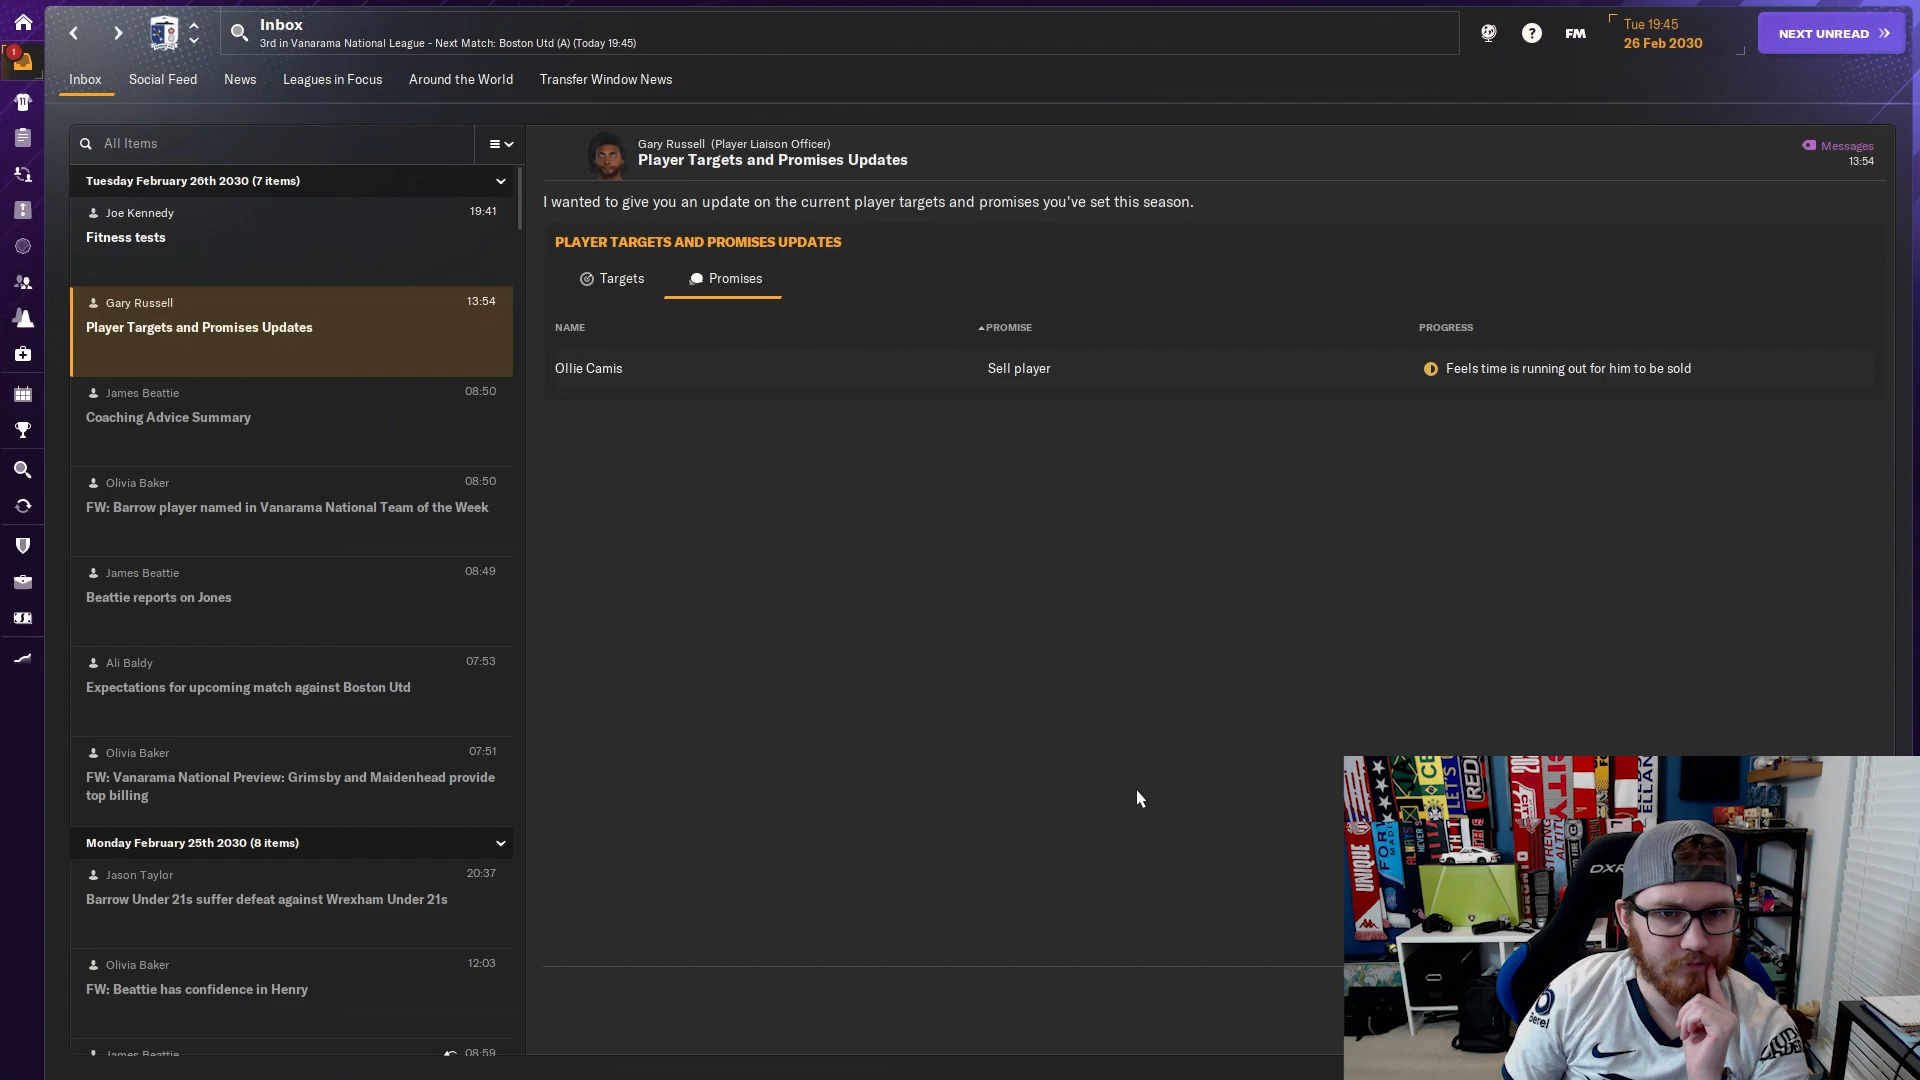 Inbox
3rd in Vanarama National League - Next Match: Boston Utd (A) (Today 19:45)
FM
Tue 19:45
26 Feb 2030
NEXT UNREAD
1
Inbox
Social Feed
News
Leagues in Focus
Around the World
Transfer Window News
All Items
Tuesday February 26th 2030 (7 items)
Joe Kennedy 19:41
Fitness tests
Gary Russell 13:54
Player Targets and Promises Updates
James Beattie 08:50
Coaching Advice Summary
Olivia Baker 08:50
FW: Barrow player named in Vanarama National Team of the Week
James Beattie 08:49
Beattie reports on Jones
Ali Baldy 07:53
Expectations for upcoming match against Boston Utd
Olivia Baker 07:51
FW: Vanarama National Preview: Grimsby and Maidenhead provide
top billing
Monday February 25th 2030 (8 items)
Jason Taylor 20:37
Barrow Under 21s suffer defeat against Wrexham Under 21s
Olivia Baker 12:03
FW: Beattie has confidence in Henry
James Beattie 08:59
Gary Russell (Player Liaison Officer)
Player Targets and Promises Updates
Messages
13:54
I wanted to give you an update on the current player targets and promises you've set this season.
PLAYER TARGETS AND PROMISES UPDATES
Targets
Promises
NAME PROMISE PROGRESS
Ollie Camis Sell player Feels time is running out for him to be sold
UNIQUE
DXR
Berel